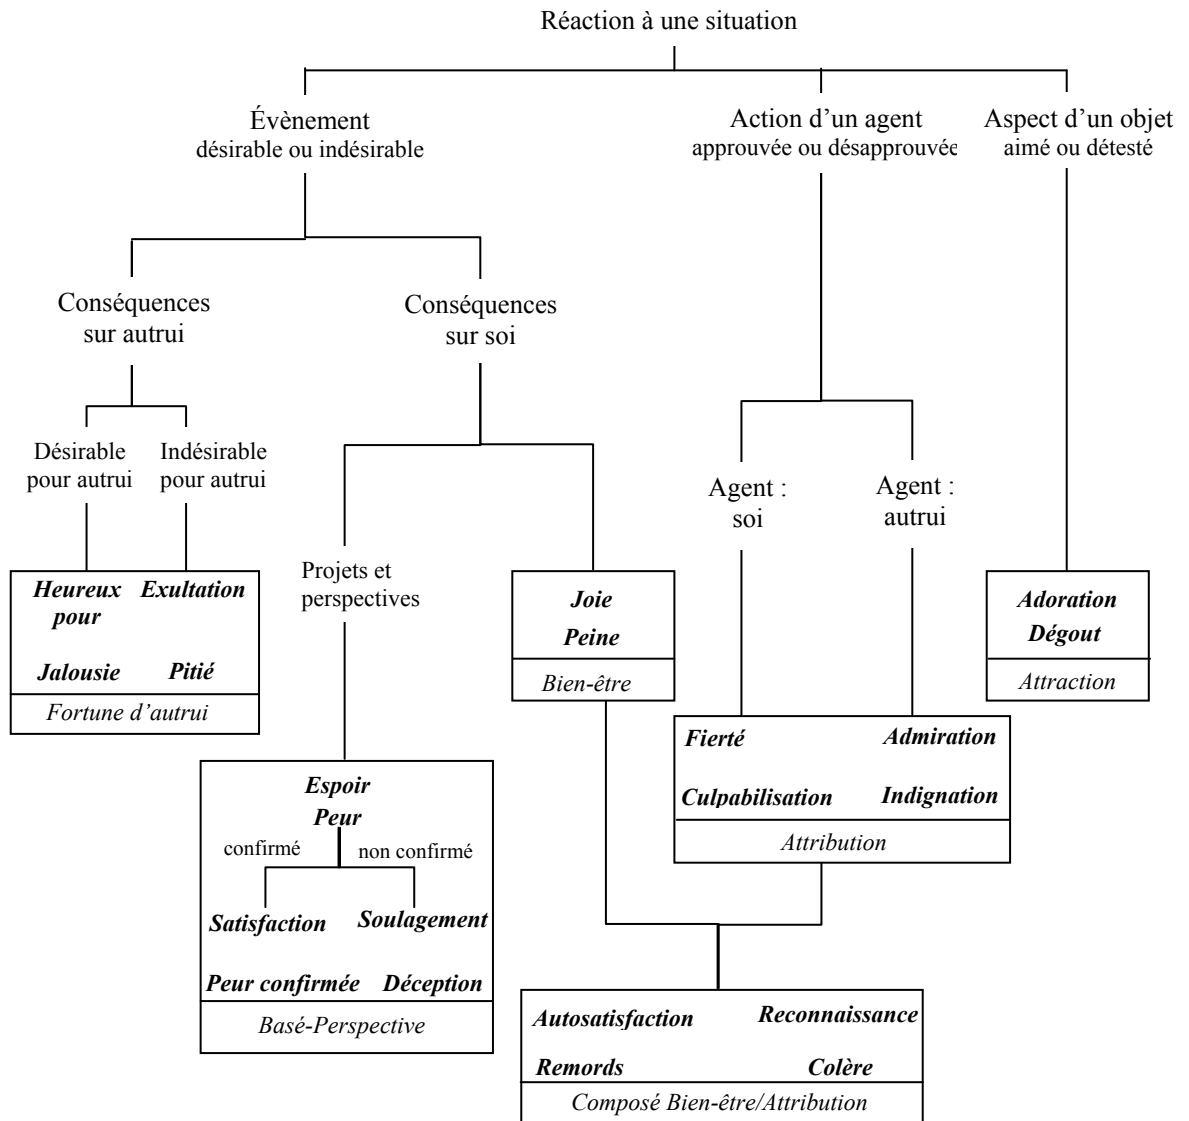 Réaction à une situation
Évènement
désirable ou indésirable
Action d'un agent
approuvée ou désapprouvée
Aspect d'un objet
aimé ou détesté
Conséquences
sur autrui
Conséquences
sur soi
Désirable
pour autrui
Indésirable
pour autrui
Agent :
soi
Agent :
autrui
Projets et
perspectives
Heureux
pour
Exultation
Jalousie
Pitié
Fortune d'autrui
Joie
Peine
Bien-être
Adoration
Dégout
Attraction
Fierté
Admiration
Culpabilisation
Indignation
Attribution
Espoir
Peur
confirmé
non confirmé
Satisfaction
Soulagement
Peur confirmée
Déception
Basé-Perspective
Autosatisfaction
Reconnaissance
Remords
Colère
Composé Bien-être/Attribution